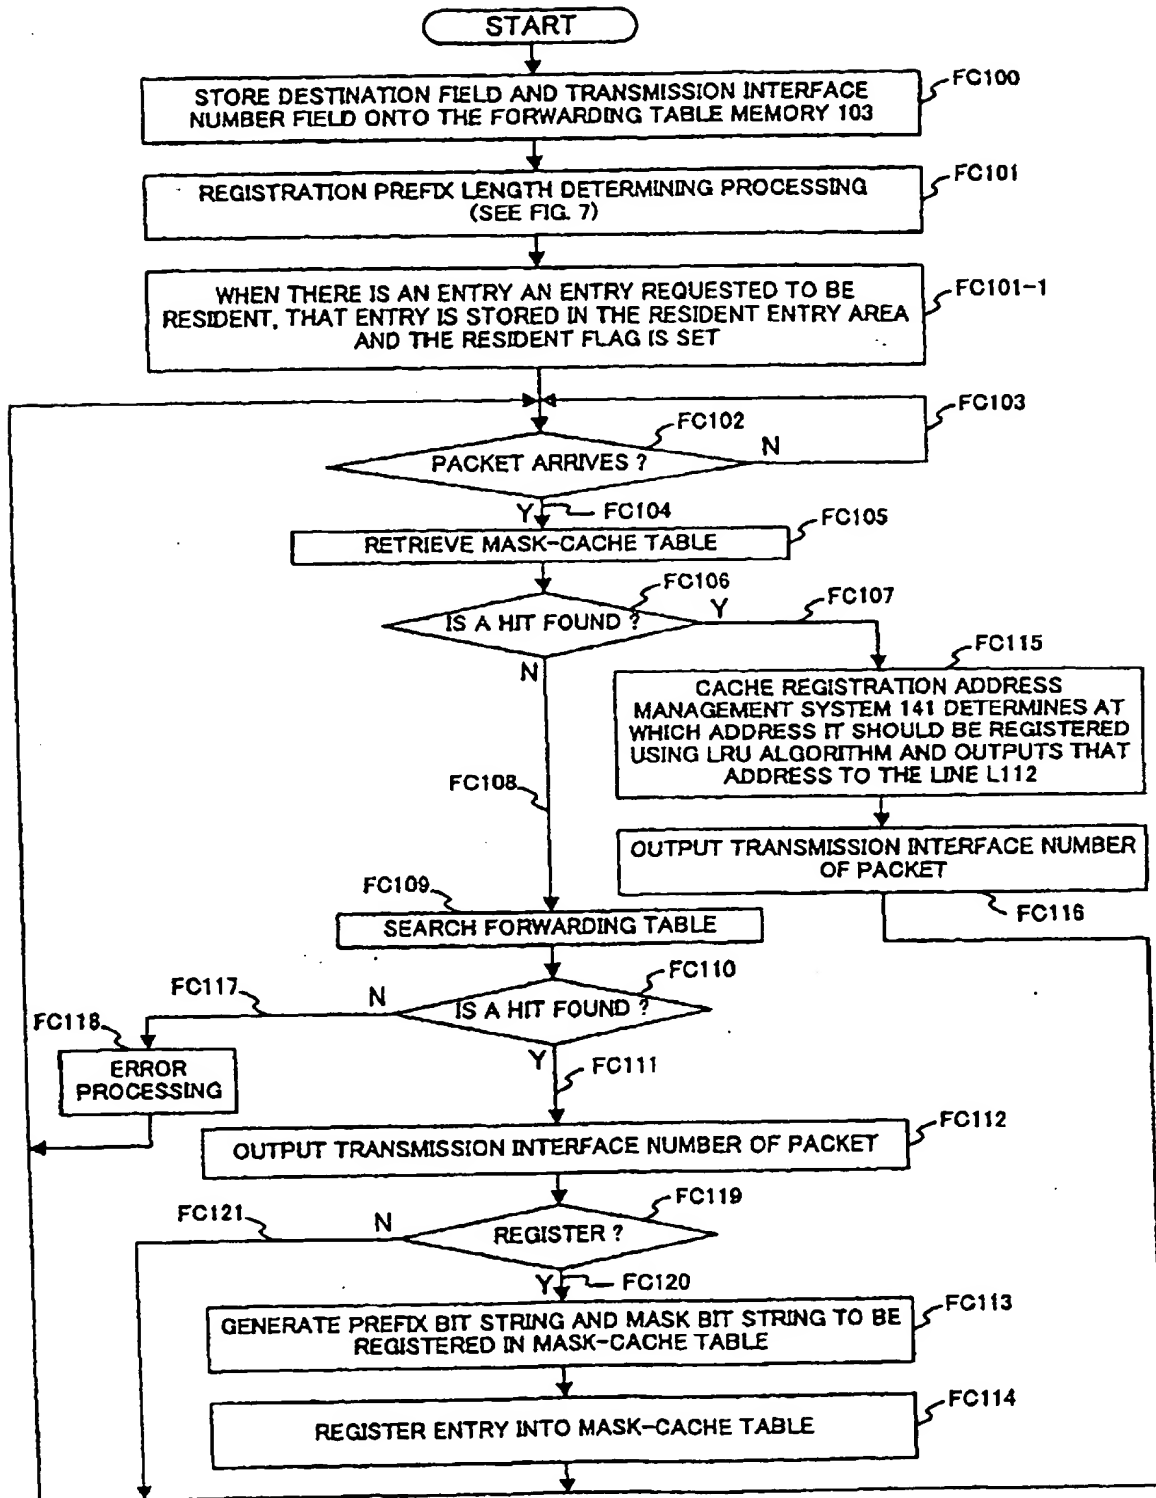 START
FC100
STORE DESTINATION FIELD AND TRANSMISSION INTERFACE
NUMBER FIELD ONTO THE FORWARDING TABLE MEMORY 103
FC101
REGISTRATION PREFIX LENGTH DETERMINING PROCESSING
(SEE FIG. 7)
FC101-1
WHEN THERE IS AN ENTRY AN ENTRY REQUESTED TO BE
RESIDENT, THAT ENTRY IS STORED IN THE RESIDENT ENTRY AREA
AND THE RESIDENT FLAG IS SET
FC103
FC102
PACKET ARRIVES ?
N
Y
FC104
FC105
RETRIEVE MASK-CACHE TABLE
FC106
IS A HIT FOUND ?
Y
FC107
N
FC115
CACHE REGISTRATION ADDRESS
MANAGEMENT SYSTEM 141 DETERMINES AT
WHICH ADDRESS IT SHOULD BE REGISTERED
USING LRU ALGORITHM AND OUTPUTS THAT
ADDRESS TO THE LINE L112
FC108
OUTPUT TRANSMISSION INTERFACE NUMBER
OF PACKET
FC116
FC109
SEARCH FORWARDING TABLE
FC110
IS A HIT FOUND ?
N
FC117
FC118
ERROR
PROCESSING
Y
FC111
FC112
OUTPUT TRANSMISSION INTERFACE NUMBER OF PACKET
FC119
REGISTER ?
N
FC121
Y
FC120
FC113
GENERATE PREFIX BIT STRING AND MASK BIT STRING TO BE
REGISTERED IN MASK-CACHE TABLE
FC114
REGISTER ENTRY INTO MASK-CACHE TABLE